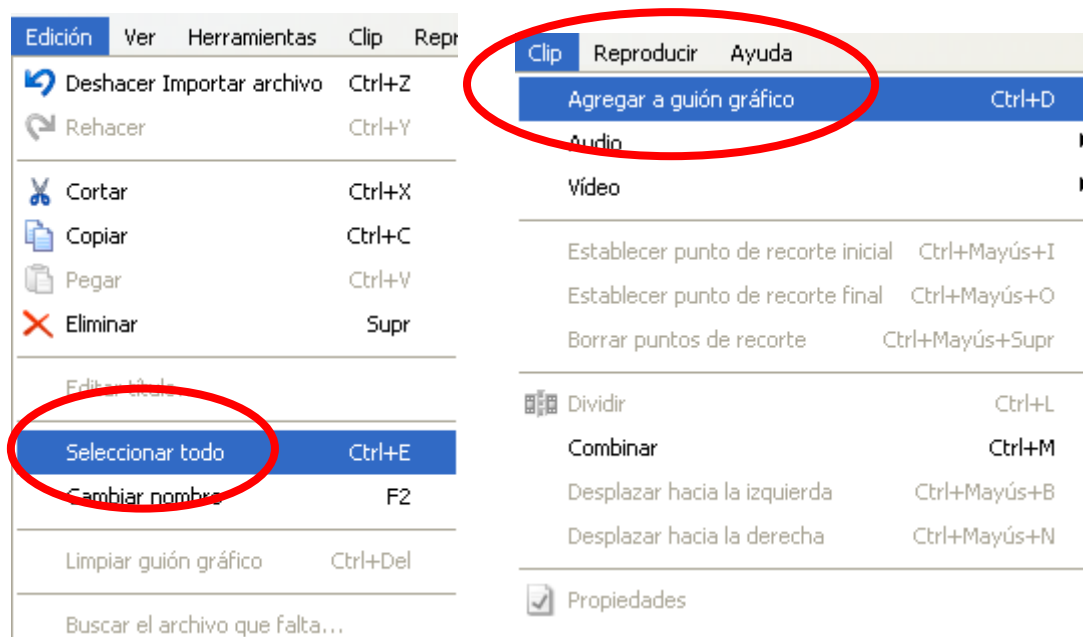 Edición Ver Herramientas Clip Repr
Deshacer Importar archivo Ctrl+Z
Rehacer Ctrl+Y
Cortar Ctrl+X
Copiar Ctrl+C
Pegar Ctrl+V
Eliminar Supr
Editar título
Seleccionar todo Ctrl+E
Cambiar nombre F2
Limpiar guión gráfico Ctrl+Del
Buscar el archivo que falta...
Clip Reproducir Ayuda
Agregar a guión gráfico Ctrl+D
Audio
Vídeo
Establecer punto de recorte inicial Ctrl+Mayús+I
Establecer punto de recorte final Ctrl+Mayús+O
Borrar puntos de recorte Ctrl+Mayús+Supr
Dividir Ctrl+L
Combinar Ctrl+M
Desplazar hacia la izquierda Ctrl+Mayús+B
Desplazar hacia la derecha Ctrl+Mayús+N
Propiedades